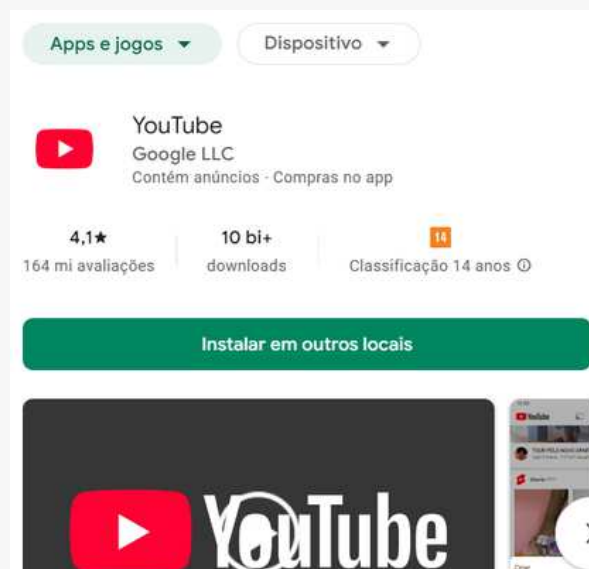 Apps e jogos
Dispositivo
YouTube
Google LLC
Contém anúncios · Compras no app
4,1★
10 bi+
14
164 mi avaliações
downloads
Classificação 14 anos
Instalar em outros locais
YouTube
YouTube